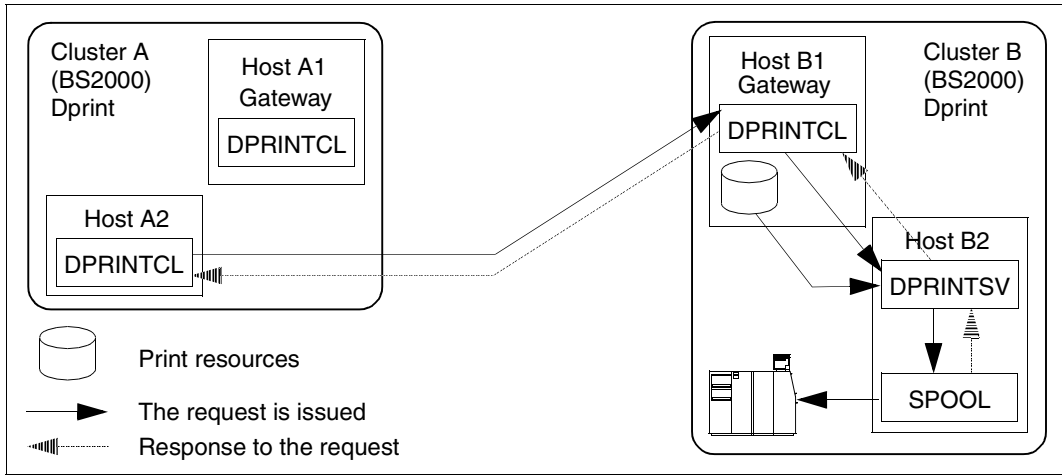 Cluster A
(BS2000)
Dprint
Host A1
Gateway
DPRINTCL
Host A2
DPRINTCL
Cluster B
(BS2000)
Dprint
Host B1
Gateway
DPRINTCL
Host B2
DPRINTSV
SPOOL
Print resources
The request is issued
Response to the request